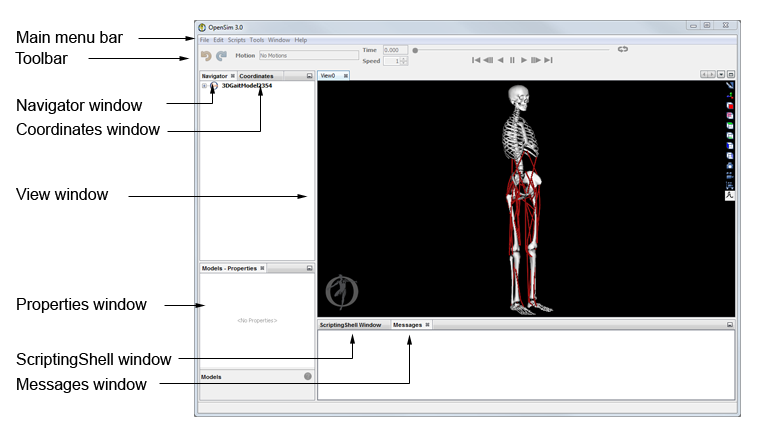 OpenSim 3.0
Main menu bar
File Edit Scripts Tools Window Help
Toolbar
Motion No Motions
Time 0.000
Speed 1
Navigator Coordinates
View0
3DGaitModel2354
Navigator window
Coordinates window
View window
Models - Properties
Properties window
<No Properties>
ScriptingShell Window Messages
ScriptingShell window
Models
Messages window